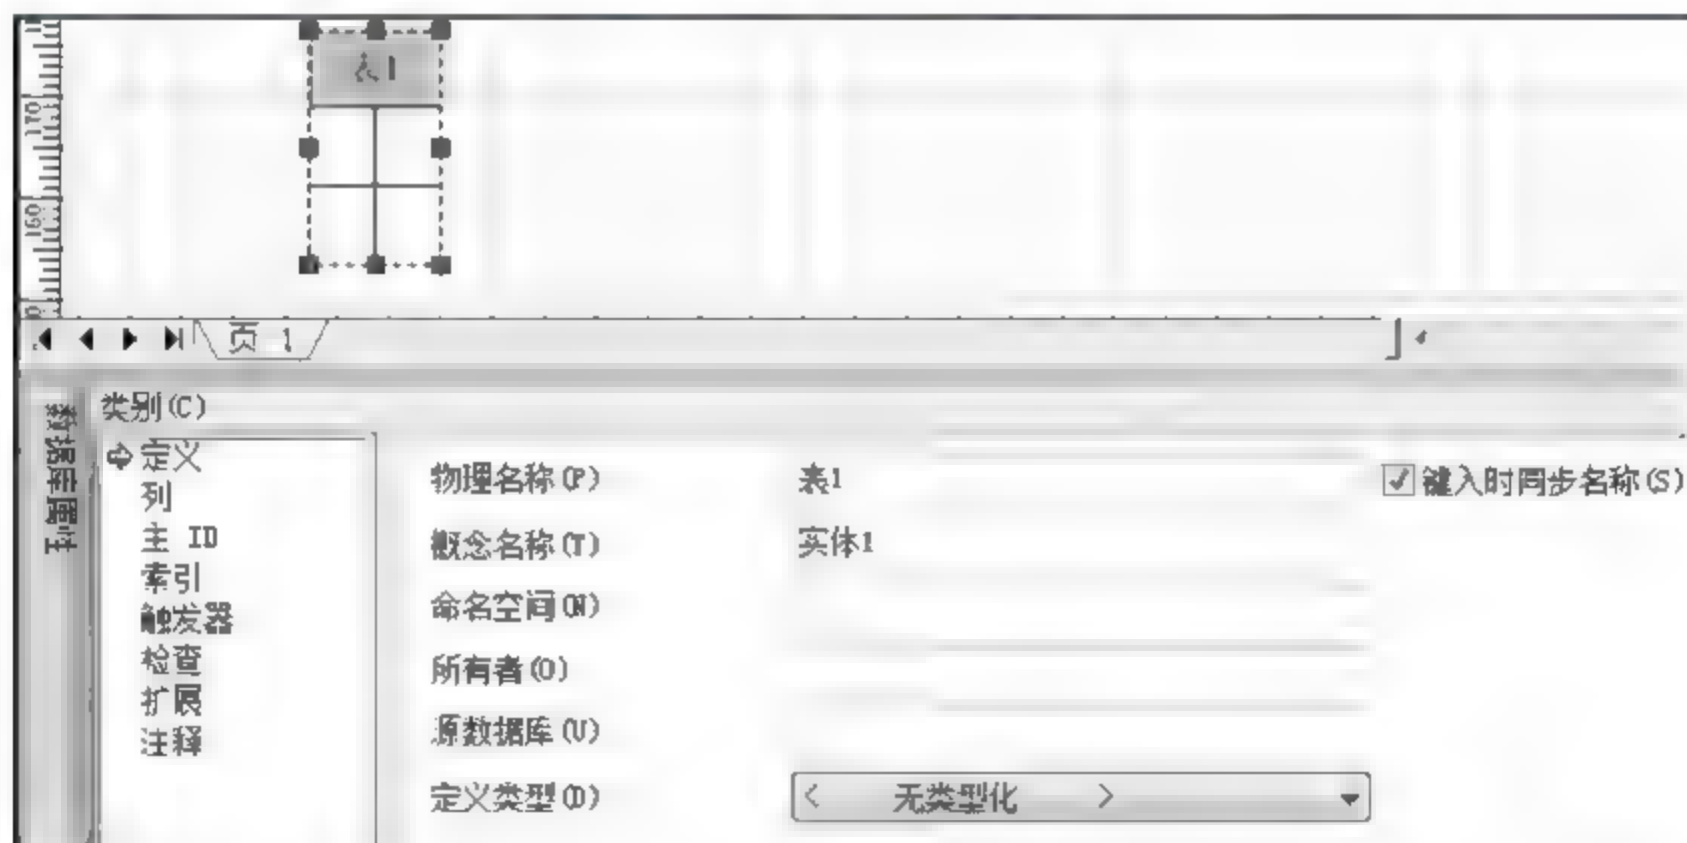 表1
170
160
页 1
数据库属性
类别(C)
定义
列
主 ID
索引
触发器
检查
扩展
注释
物理名称(P)
表1
键入时同步名称(S)
概念名称(T)
实体1
命名空间(N)
所有者(O)
原数据库(U)
定义类型(D)
< 无类型化 >